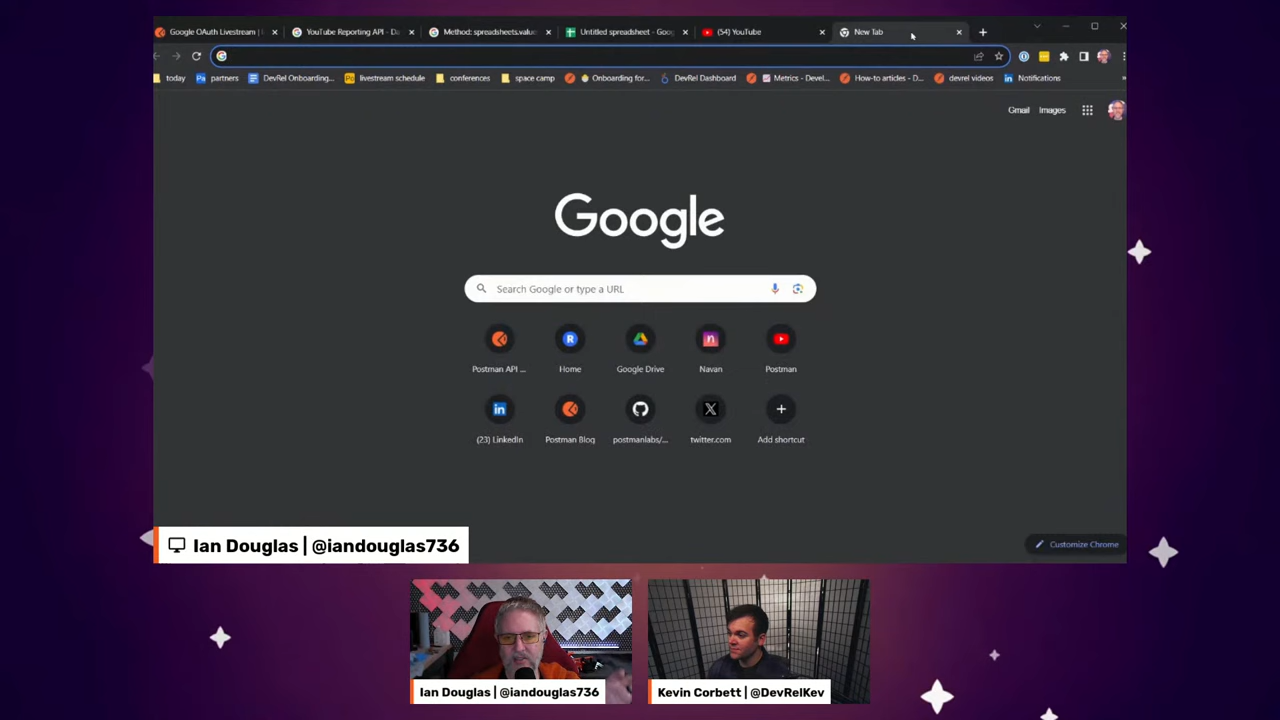 Google OAuth Livestream |
YouTube Reporting API - Da
Method: spreadsheets.value
Untitled spreadsheet - Goog
(54) YouTube
New Tab
today
partners
DevRel Onboarding...
livestream schedule
conferences
space camp
Onboarding for...
DevRel Dashboard
Metrics - Devel...
How-to articles - D...
devrel videos
Notifications
Gmail
Images
Google
Search Google or type a URL
Postman API ...
Home
Google Drive
Navan
Postman
(23) LinkedIn
Postman Blog
postmanlabs/...
twitter.com
Add shortcut
Customize Chrome
Ian Douglas | @iandouglas736
Ian Douglas | @iandouglas736
Kevin Corbett | @DevRelKev